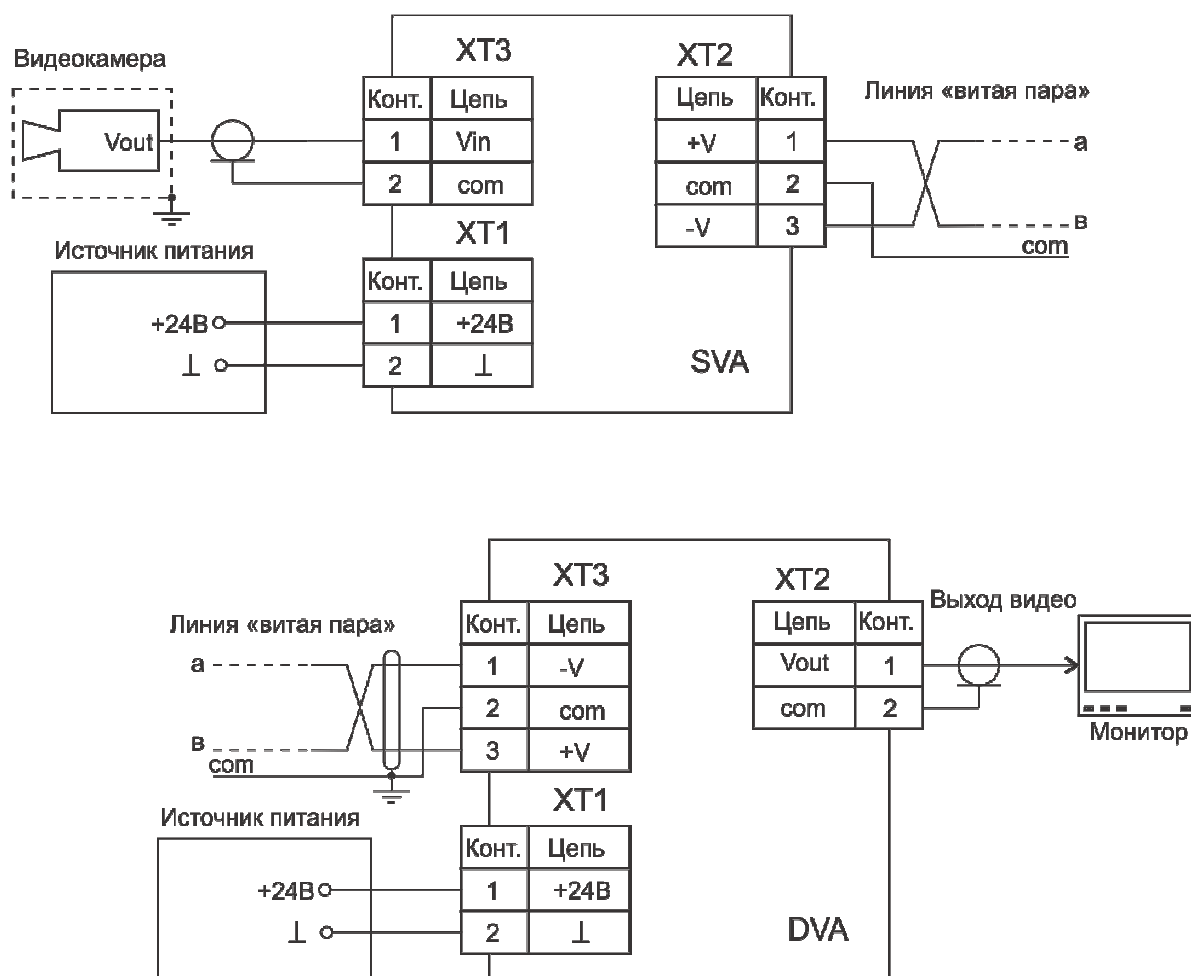 Видеокамера
Vout
XT3
Конт. Цепь
1 Vin
2 com
XT2
Цепь Конт.
+V 1
com 2
-V 3
Линия «витая пара»
a
в
com
Источник питания
+24В
⊥
XT1
Конт. Цепь
1 +24В
2 ⊥
SVA
Линия «витая пара»
a
в
com
XT3
Конт. Цепь
1 -V
2 com
3 +V
XT2
Цепь Конт.
Vout 1
com 2
Выход видео
Монитор
Источник питания
+24В
⊥
XT1
Конт. Цепь
1 +24В
2 ⊥
DVA